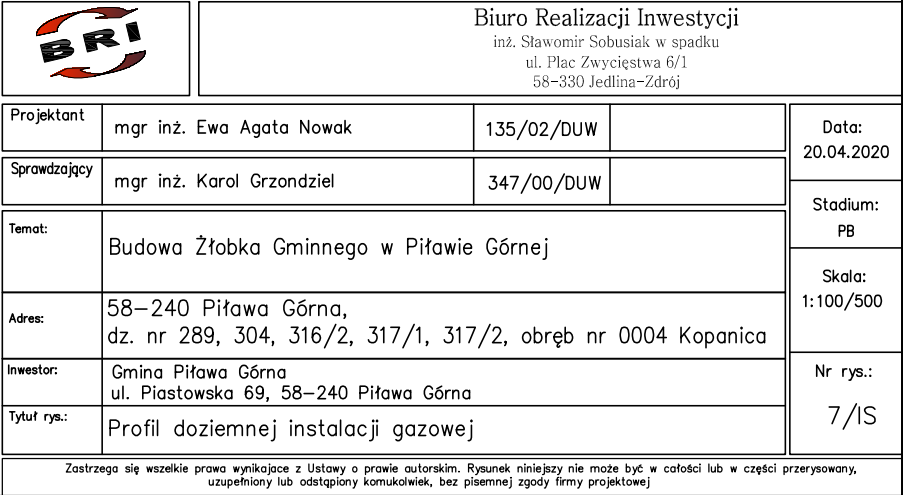 BRI
Biuro Realizacji Inwestycji
inż. Sławomir Sobusiak w spadku
ul. Plac Zwycięstwa 6/1
58-330 Jedlina-Zdrój
Projektant mgr inż. Ewa Agata Nowak 135/02/DUW
Sprawdzający mgr inż. Karol Grzondziel 347/00/DUW
Data:
20.04.2020
Stadium:
PB
Skala:
1:100/500
Nr rys.:
7/IS
Temat: Budowa Żłobka Gminnego w Piławie Górnej
Adres: 58-240 Piława Górna,
dz. nr 289, 304, 316/2, 317/1, 317/2, obręb nr 0004 Kopanica
Inwestor: Gmina Piława Górna
ul. Piastowska 69, 58-240 Piława Górna
Tytuł rys.: Profil doziemnej instalacji gazowej
Zastrzega się wszelkie prawa wynikajace z Ustawy o prawie autorskim. Rysunek niniejszy nie może być w całości lub w części przerysowany,
uzupełniony lub odstąpiony komukolwiek, bez pisemnej zgody firmy projektowej